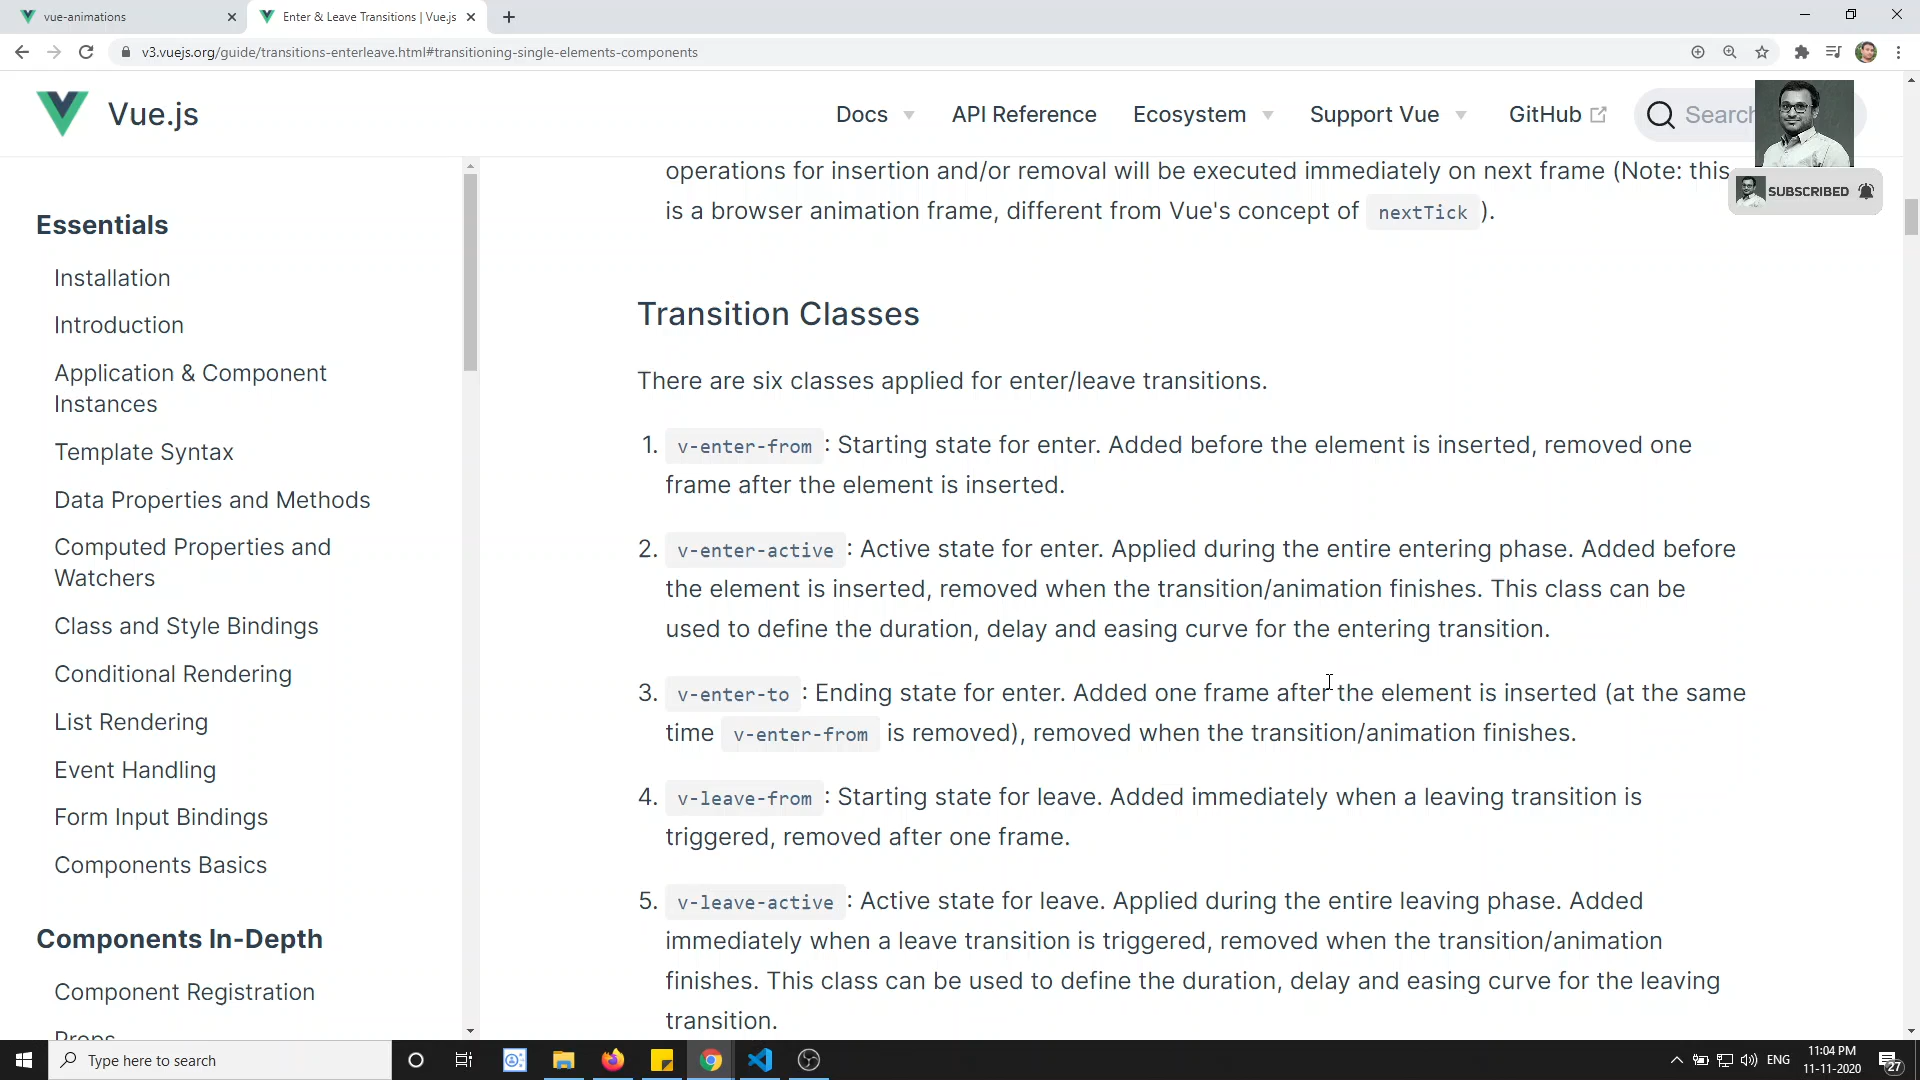 vue-animations
Enter & Leave Transitions | Vue.js
v3.vuejs.org/guide/transitions-enterleave.html#transitioning-single-elements-components
Vue.js
Docs
API Reference
Ecosystem
Support Vue
GitHub
Search
SUBSCRIBED
Essentials
Installation
Introduction
Application & Component
Instances
Template Syntax
Data Properties and Methods
Computed Properties and
Watchers
Class and Style Bindings
Conditional Rendering
List Rendering
Event Handling
Form Input Bindings
Components Basics
Components In-Depth
Component Registration
Props
operations for insertion and/or removal will be executed immediately on next frame (Note: this
is a browser animation frame, different from Vue's concept of nextTick ).
Transition Classes
There are six classes applied for enter/leave transitions.
1. v-enter-from : Starting state for enter. Added before the element is inserted, removed one
frame after the element is inserted.
2. v-enter-active : Active state for enter. Applied during the entire entering phase. Added before
the element is inserted, removed when the transition/animation finishes. This class can be
used to define the duration, delay and easing curve for the entering transition.
3. v-enter-to : Ending state for enter. Added one frame after the element is inserted (at the same
time v-enter-from is removed), removed when the transition/animation finishes.
4. v-leave-from : Starting state for leave. Added immediately when a leaving transition is
triggered, removed after one frame.
5. v-leave-active : Active state for leave. Applied during the entire leaving phase. Added
immediately when a leave transition is triggered, removed when the transition/animation
finishes. This class can be used to define the duration, delay and easing curve for the leaving
transition.
Type here to search
ENG
11:04 PM
11-11-2020
27